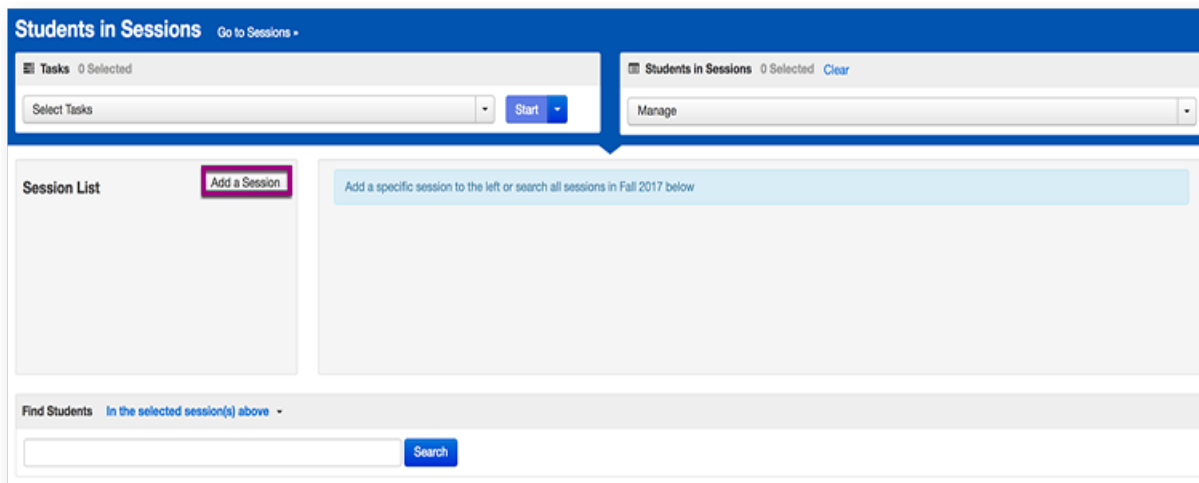 Students in Sessions Go to Sessions »
Tasks 0 Selected
Select Tasks
Start
Students in Sessions 0 Selected Clear
Manage
Session List
Add a Session
Add a specific session to the left or search all sessions in Fall 2017 below
Find Students In the selected session(s) above
Search